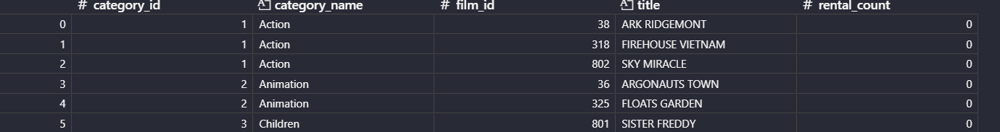 # category_id A category_name # film_id A title # rental_count
0 1 Action 38 ARK RIDGEMONT 0
1 1 Action 318 FIREHOUSE VIETNAM 0
2 1 Action 802 SKY MIRACLE 0
3 2 Animation 36 ARGONAUTS TOWN 0
4 2 Animation 325 FLOATS GARDEN 0
5 3 Children 801 SISTER FREDDY 0